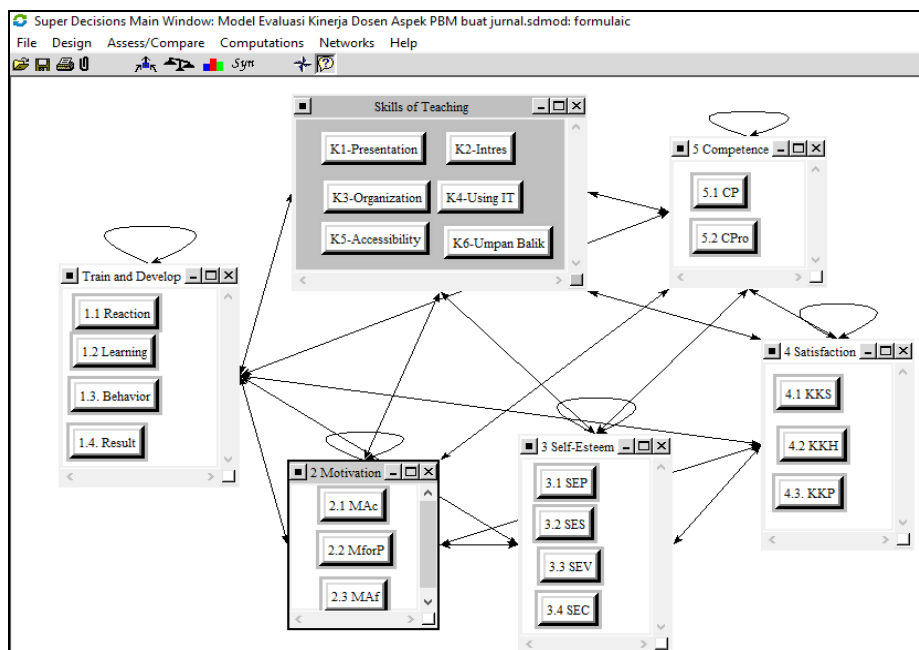 Super Decisions Main Window: Model Evaluasi Kinerja Dosen Aspek PBM buat jurnal.sdmod: formulaic
File Design Assess/Compare Computations Networks Help
Syn
Skills of Teaching
K1-Presentation K2-Intres
K3-Organization K4-Using IT
K5-Accessibility K6-Umpan Balik
5 Competence
5.1 CP
5.2 CPro
Train and Develop
1.1 Reaction
1.2 Learning
1.3. Behavior
1.4. Result
4 Satisfaction
4.1 KKS
4.2 KKH
4.3. KKP
2 Motivation
2.1 MAc
2.2 MforP
2.3 MAf
3 Self-Esteem
3.1 SEP
3.2 SES
3.3 SEV
3.4 SEC